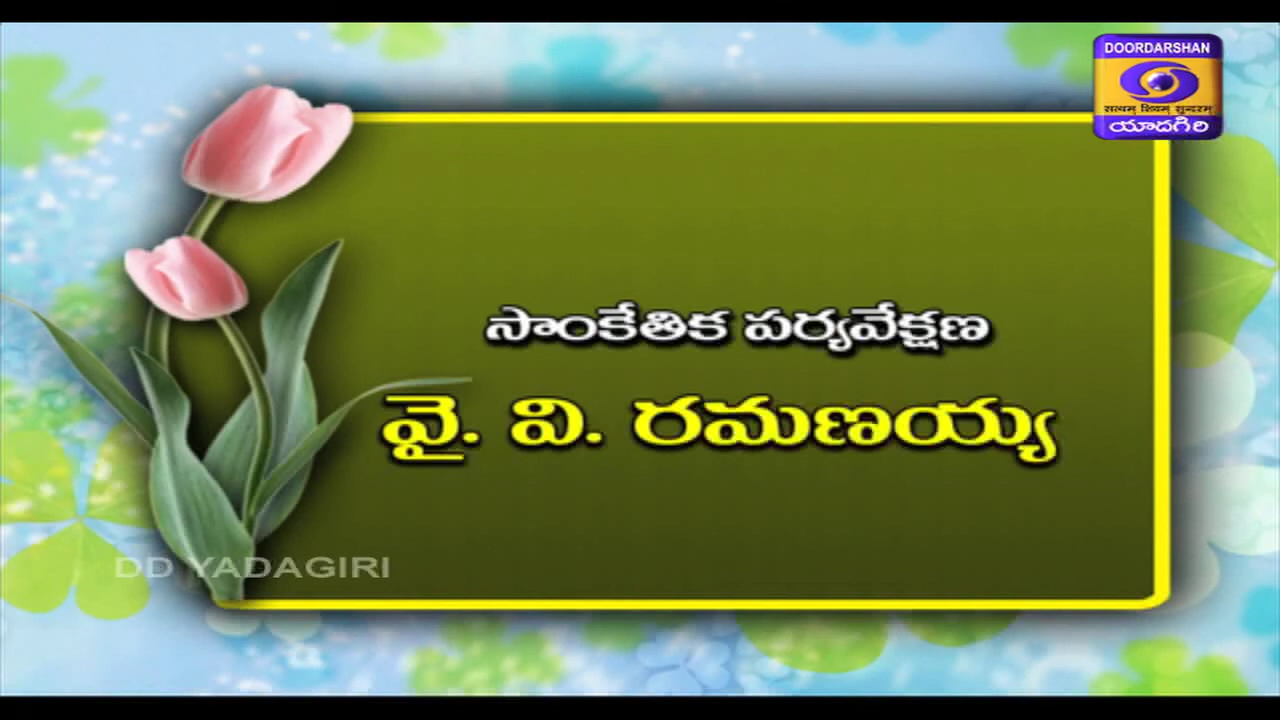 DOORDARSHAN
सत्यम् शिवम् सुन्दरम्
యాదగిరి
సాంకేతిక పర్యవేక్షణ
వై. వి. రమణయ్య
DD YADAGIRI